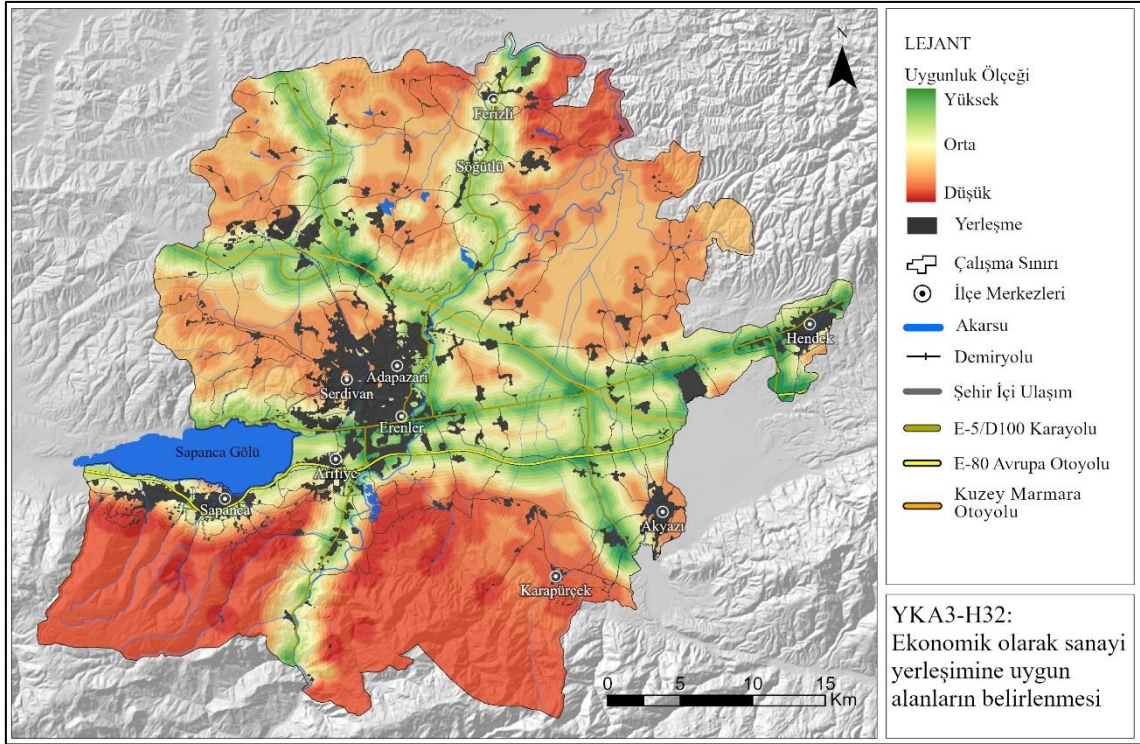 N
Ferizli
Söğütlü
Hendek
Adapazarı
Serdivan
Erenler
Sapanca Gölü
Arifiye
Sapanca
Akyazı
Karapürçek
0 5 10 15
Km
LEJANT
Uygunluk Ölçeği
Yüksek
Orta
Düşük
Yerleşme
Çalışma Sınırı
İlçe Merkezleri
Akarsu
Demiryolu
Şehir İçi Ulaşım
E-5/D100 Karayolu
E-80 Avrupa Otoyolu
Kuzey Marmara
Otoyolu
YKA3-H32:
Ekonomik olarak sanayi
yerleşimine uygun
alanların belirlenmesi